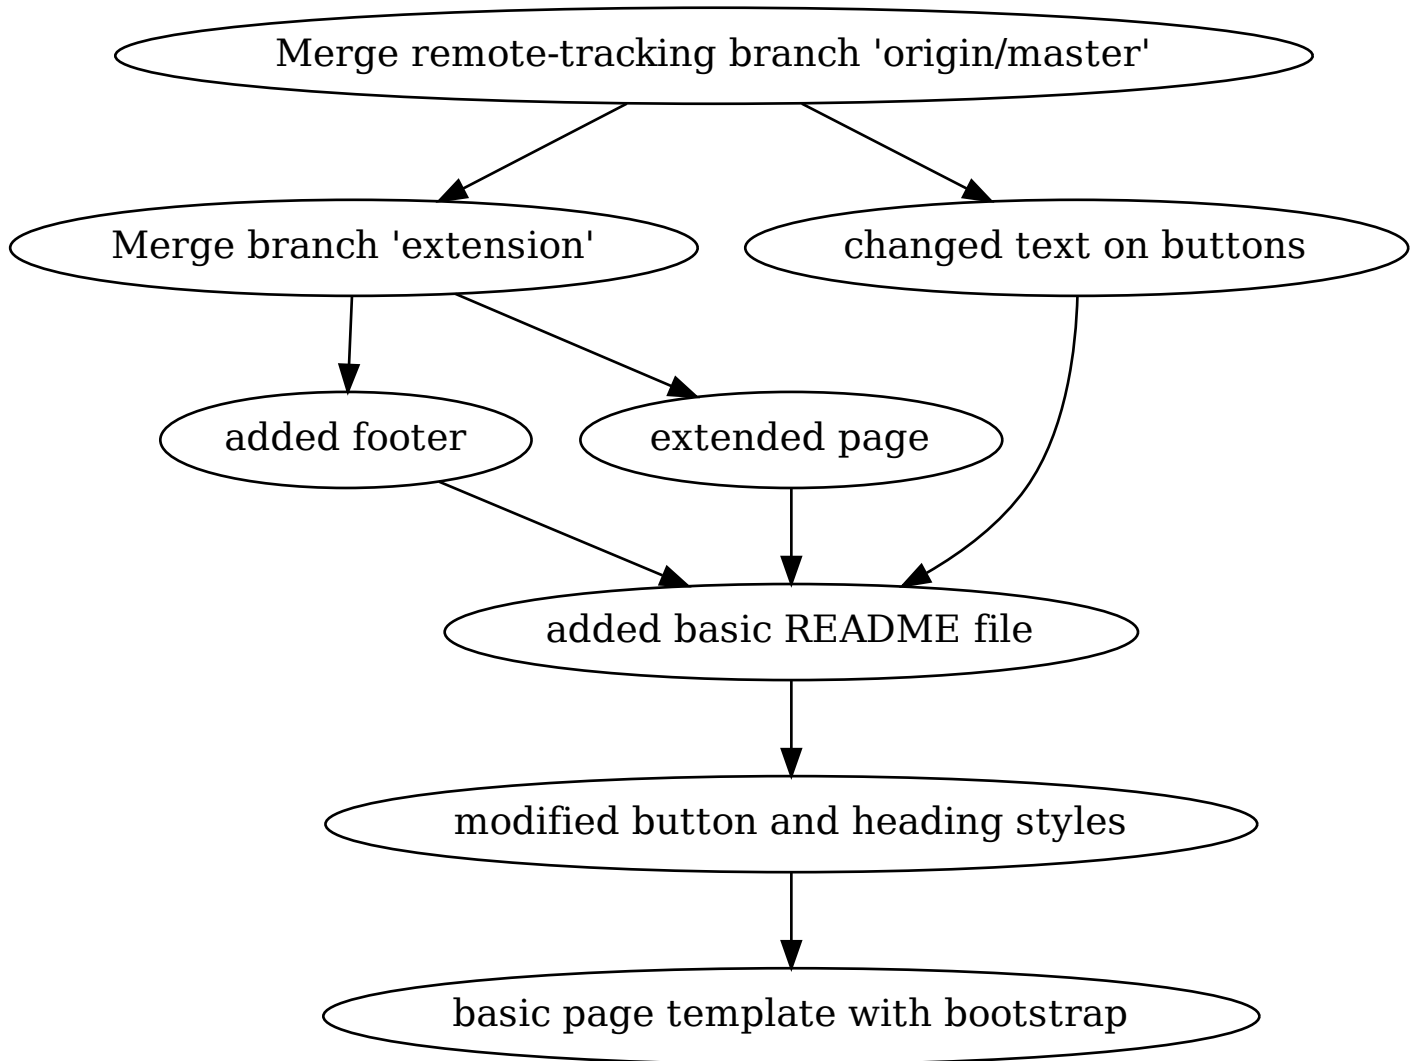 Merge remote-tracking branch 'origin/master'
Merge branch 'extension'
changed text on buttons
added footer
extended page
added basic README file
modified button and heading styles
basic page template with bootstrap